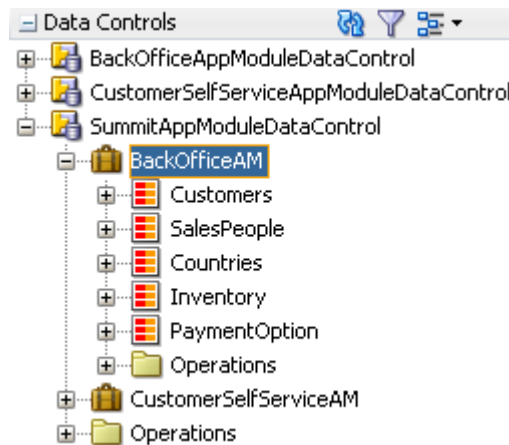 Data Controls
BackOfficeAppModuleDataControl
CustomerSelfServiceAppModuleDataControl
SummitAppModuleDataControl
BackOfficeAM
Customers
SalesPeople
Countries
Inventory
PaymentOption
Operations
CustomerSelfServiceAM
Operations